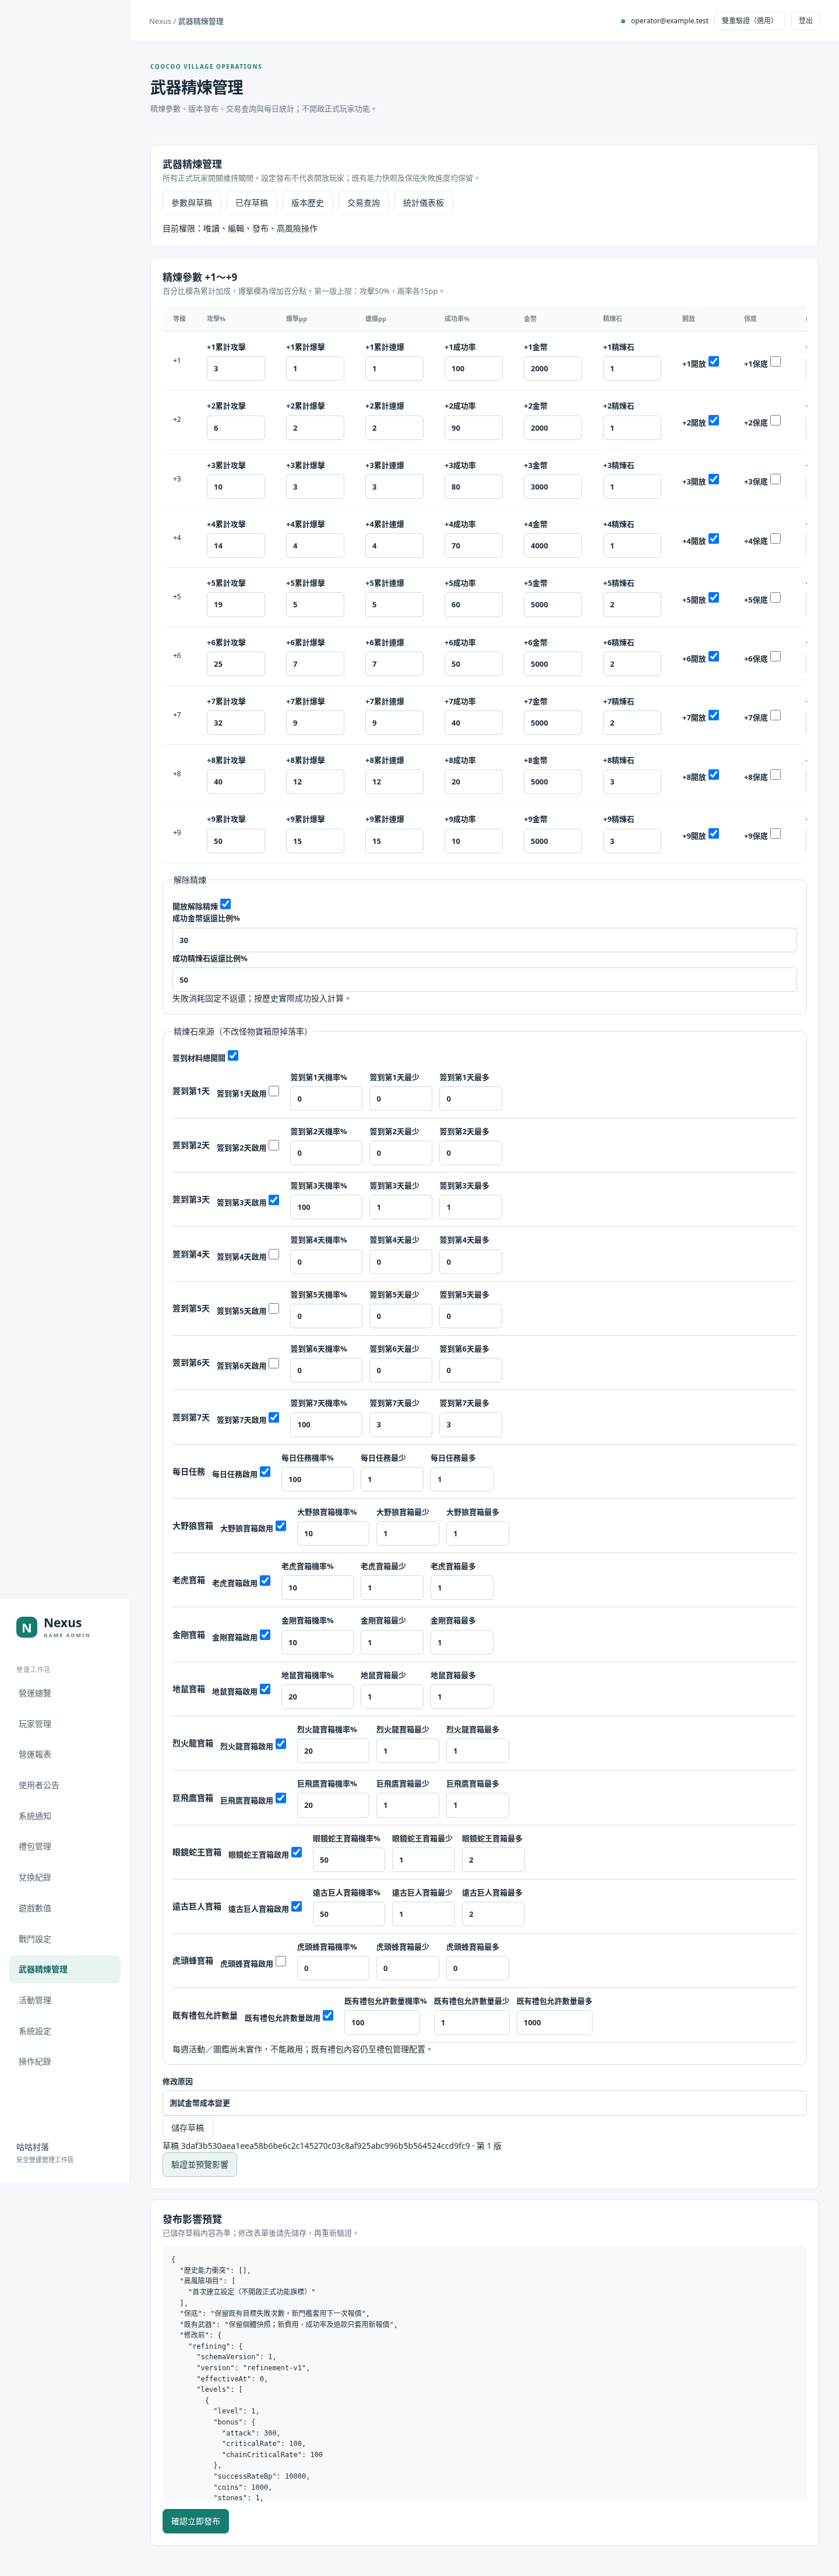 Nexus / 武器精煉管理
operator@example.test
雙重驗證（選用）
登出
COOCOO VILLAGE OPERATIONS
武器精煉管理
精煉參數、版本發布、交易查詢與每日統計；不開啟正式玩家功能。
武器精煉管理
所有正式玩家開關維持關閉。設定發布不代表開放玩家；既有能力快照及保底失敗進度均保留。
參數與草稿 已存草稿 版本歷史 交易查詢 統計儀表板
目前權限：唯讀、編輯、發布、高風險操作
精煉參數 +1～+9
百分比欄為累計加成，爆擊欄為增加百分點。第一版上限：攻擊50%，兩率各15pp。
等級 攻擊% 爆擊pp 連爆pp 成功率% 金幣 精煉石 開放 保底
+1累計攻擊 +1累計爆擊 +1累計連爆 +1成功率 +1金幣 +1精煉石
+1 3 1 1 100 2000 1 +1開放 +1保底
+2累計攻擊 +2累計爆擊 +2累計連爆 +2成功率 +2金幣 +2精煉石
+2 6 2 2 90 2000 1 +2開放 +2保底
+3累計攻擊 +3累計爆擊 +3累計連爆 +3成功率 +3金幣 +3精煉石
+3 10 3 3 80 3000 1 +3開放 +3保底
+4累計攻擊 +4累計爆擊 +4累計連爆 +4成功率 +4金幣 +4精煉石
+4 14 4 4 70 4000 1 +4開放 +4保底
+5累計攻擊 +5累計爆擊 +5累計連爆 +5成功率 +5金幣 +5精煉石
+5 19 5 5 60 5000 2 +5開放 +5保底
+6累計攻擊 +6累計爆擊 +6累計連爆 +6成功率 +6金幣 +6精煉石
+6 25 7 7 50 5000 2 +6開放 +6保底
+7累計攻擊 +7累計爆擊 +7累計連爆 +7成功率 +7金幣 +7精煉石
+7 32 9 9 40 5000 2 +7開放 +7保底
+8累計攻擊 +8累計爆擊 +8累計連爆 +8成功率 +8金幣 +8精煉石
+8 40 12 12 20 5000 3 +8開放 +8保底
+9累計攻擊 +9累計爆擊 +9累計連爆 +9成功率 +9金幣 +9精煉石
+9 50 15 15 10 5000 3 +9開放 +9保底
解除精煉
開放解除精煉
成功金幣返還比例%
30
成功精煉石返還比例%
50
失敗消耗固定不返還；按歷史實際成功投入計算。
精煉石來源（不改怪物寶箱原掉落率）
簽到材料總開關
簽到第1天機率% 簽到第1天最少 簽到第1天最多
簽到第1天 簽到第1天啟用 0 0 0
簽到第2天機率% 簽到第2天最少 簽到第2天最多
簽到第2天 簽到第2天啟用 0 0 0
簽到第3天機率% 簽到第3天最少 簽到第3天最多
簽到第3天 簽到第3天啟用 100 1 1
簽到第4天機率% 簽到第4天最少 簽到第4天最多
簽到第4天 簽到第4天啟用 0 0 0
簽到第5天機率% 簽到第5天最少 簽到第5天最多
簽到第5天 簽到第5天啟用 0 0 0
簽到第6天機率% 簽到第6天最少 簽到第6天最多
簽到第6天 簽到第6天啟用 0 0 0
簽到第7天機率% 簽到第7天最少 簽到第7天最多
簽到第7天 簽到第7天啟用 100 3 3
每日任務機率% 每日任務最少 每日任務最多
每日任務 每日任務啟用 100 1 1
大野狼寶箱機率% 大野狼寶箱最少 大野狼寶箱最多
大野狼寶箱 大野狼寶箱啟用 10 1 1
老虎寶箱機率% 老虎寶箱最少 老虎寶箱最多
老虎寶箱 老虎寶箱啟用 10 1 1
金剛寶箱機率% 金剛寶箱最少 金剛寶箱最多
金剛寶箱 金剛寶箱啟用 10 1 1
地鼠寶箱機率% 地鼠寶箱最少 地鼠寶箱最多
地鼠寶箱 地鼠寶箱啟用 20 1 1
烈火龍寶箱機率% 烈火龍寶箱最少 烈火龍寶箱最多
烈火龍寶箱 烈火龍寶箱啟用 20 1 1
巨飛鷹寶箱機率% 巨飛鷹寶箱最少 巨飛鷹寶箱最多
巨飛鷹寶箱 巨飛鷹寶箱啟用 20 1 1
眼鏡蛇王寶箱機率% 眼鏡蛇王寶箱最少 眼鏡蛇王寶箱最多
眼鏡蛇王寶箱 眼鏡蛇王寶箱啟用 50 1 2
遠古巨人寶箱機率% 遠古巨人寶箱最少 遠古巨人寶箱最多
遠古巨人寶箱 遠古巨人寶箱啟用 50 1 2
虎頭蜂寶箱機率% 虎頭蜂寶箱最少 虎頭蜂寶箱最多
虎頭蜂寶箱 虎頭蜂寶箱啟用 0 0 0
既有禮包允許數量機率% 既有禮包允許數量最少 既有禮包允許數量最多
既有禮包允許數量 既有禮包允許數量啟用 100 1 1000
每週活動／圖鑑尚未實作，不能啟用；既有禮包內容仍至禮包管理配置。
修改原因
測試金幣成本變更
儲存草稿
草稿 3daf3b530aea1eea58b6be6c2c145270c03c8af925abc996b5b564524ccd9fc9 · 第 1 版
驗證並預覽影響
發布影響預覽
已儲存草稿內容為準；修改表單後請先儲存，再重新驗證。
{
"歷史能力衝突": [],
"高風險項目": [
"首次建立設定（不開啟正式功能旗標）"
],
"保底": "保留既有目標失敗次數，新門檻套用下一次報價",
"既有武器": "保留個體快照；新費用、成功率及退款只套用新報價",
"修改前": {
"refining": {
"schemaVersion": 1,
"version": "refinement-v1",
"effectiveAt": 0,
"levels": [
{
"level": 1,
"bonus": {
"attack": 300,
"criticalRate": 100,
"chainCriticalRate": 100
},
"successRateBp": 10000,
"coins": 1000,
"stones": 1,
確認立即發布
N
Nexus
GAME ADMIN
營運工作區
營運總覽
玩家管理
營運報表
使用者公告
系統通知
禮包管理
兌換紀錄
遊戲數值
戰鬥設定
武器精煉管理
活動管理
系統設定
操作紀錄
咕咕村落
安全營運管理工作區